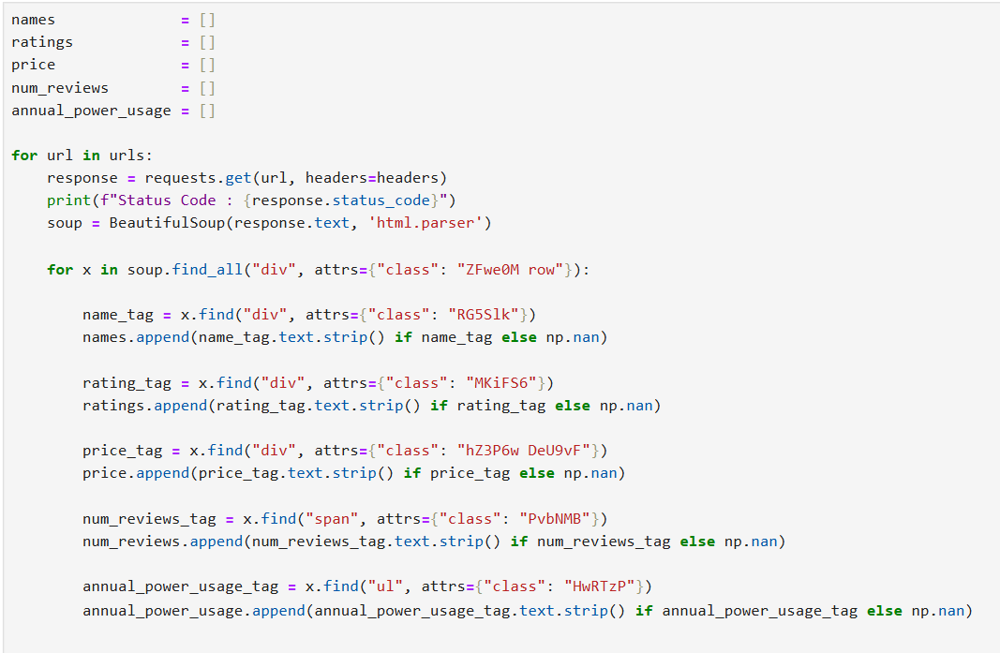 names              = []
ratings            = []
price              = []
num_reviews        = []
annual_power_usage = []
for url in urls:
    response = requests.get(url, headers=headers)
    print(f"Status Code : {response.status_code}")
    soup = BeautifulSoup(response.text, 'html.parser')
    for x in soup.find_all("div", attrs={"class": "ZFwe0M row"}):
        name_tag = x.find("div", attrs={"class": "RG5Slk"})
        names.append(name_tag.text.strip() if name_tag else np.nan)
        rating_tag = x.find("div", attrs={"class": "MKiFS6"})
        ratings.append(rating_tag.text.strip() if rating_tag else np.nan)
        price_tag = x.find("div", attrs={"class": "hZ3P6w DeU9vF"})
        price.append(price_tag.text.strip() if price_tag else np.nan)
        num_reviews_tag = x.find("span", attrs={"class": "PvbNMB"})
        num_reviews.append(num_reviews_tag.text.strip() if num_reviews_tag else np.nan)
        annual_power_usage_tag = x.find("ul", attrs={"class": "HwRTzP"})
        annual_power_usage.append(annual_power_usage_tag.text.strip() if annual_power_usage_tag else np.nan)